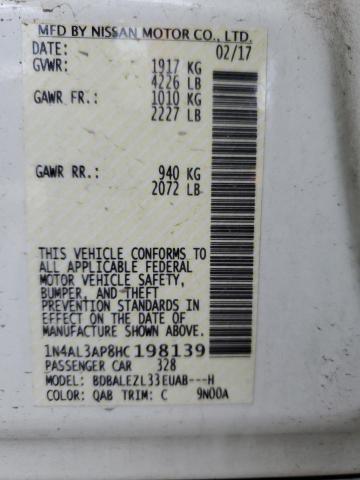 MFD BY NISSAN MOTOR CO., LTD.
DATE: 02/17
GVWR: 1917 KG
4226 LB
GAWR FR.: 1010 KG
2227 LB
GAWR RR.: 940 KG
2072 LB
THIS VEHICLE CONFORMS TO
ALL APPLICABLE FEDERAL
MOTOR VEHICLE SAFETY,
BUMPER, AND THEFT
PREVENTION STANDARDS
IN EFFECT ON THE DATE OF
MANUFACTURE SHOWN ABOVE.
1N4AL3AP8HC198139
PASSENGER CAR 328
MODEL: BDBALEZL33EUAB---H
COLOR: QAB TRIM: C 9N00A